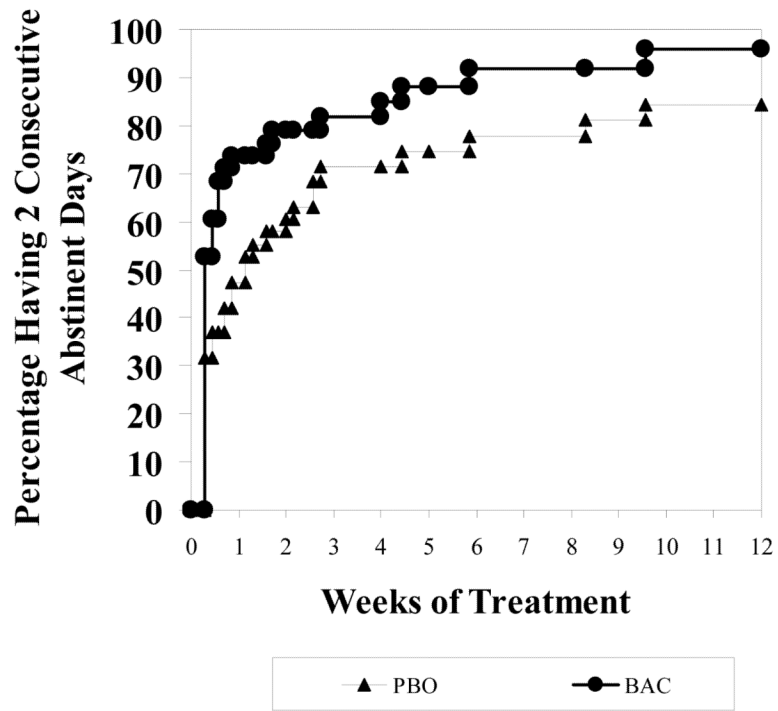 Percentage Having 2 Consecutive
Abstinent Days
100
90
80
70
60
50
40
30
20
10
0
0 1 2 3 4 5 6 7 8 9 10 11 12
Weeks of Treatment
PBO BAC